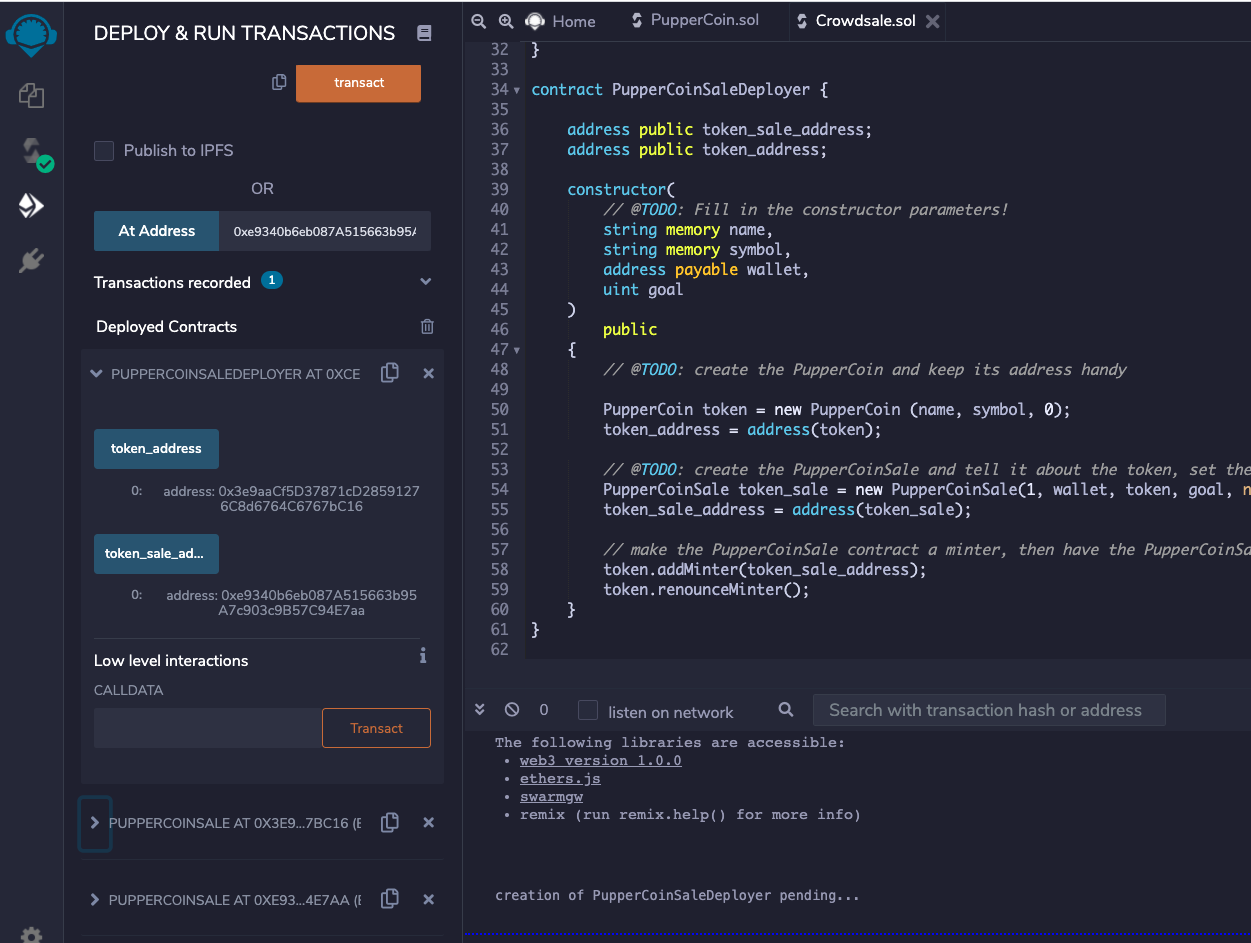 DEPLOY & RUN TRANSACTIONS
transact
Publish to IPFS
OR
At Address
0xe9340b6eb087A515663b95A
Transactions recorded 1
Deployed Contracts
PUPPERCOINSALEDEPLOYER AT 0XCE
token_address
0: address: 0x3e9aaCf5D37871cD2859127
6C8d6764C6767bC16
token_sale_ad...
0: address: 0xe9340b6eb087A515663b95
A7c903c9B57C94E7aa
Low level interactions
CALLDATA
Transact
PUPPERCOINSALE AT 0X3E9...7BC16 (E
PUPPERCOINSALE AT 0XE93...4E7AA (E
Home
PupperCoin.sol
Crowdsale.sol
32 }
33
34 contract PupperCoinSaleDeployer {
35
36 address public token_sale_address;
37 address public token_address;
38
39 constructor(
40 // @TODO: Fill in the constructor parameters!
41 string memory name,
42 string memory symbol,
43 address payable wallet,
44 uint goal
45 )
46 public
47 {
48 // @TODO: create the PupperCoin and keep its address handy
49
50 PupperCoin token = new PupperCoin (name, symbol, 0);
51 token_address = address(token);
52
53 // @TODO: create the PupperCoinSale and tell it about the token, set the
54 PupperCoinSale token_sale = new PupperCoinSale(1, wallet, token, goal, n
55 token_sale_address = address(token_sale);
56
57 // make the PupperCoinSale contract a minter, then have the PupperCoinSa
58 token.addMinter(token_sale_address);
59 token.renounceMinter();
60 }
61 }
62
0
listen on network
Search with transaction hash or address
The following libraries are accessible:
• web3 version 1.0.0
• ethers.js
• swarmgw
• remix (run remix.help() for more info)
creation of PupperCoinSaleDeployer pending...